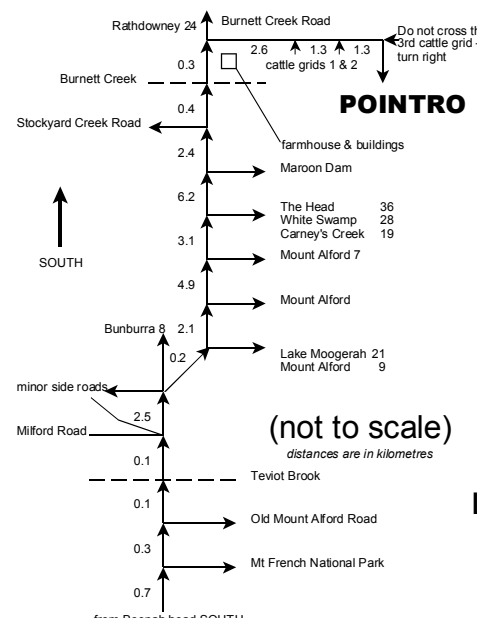 Rathdowney 24
Burnett Creek Road
Do not cross th
3rd cattle grid -
turn right
2.6
1.3
1.3
cattle grids 1 & 2
0.3
Burnett Creek
POINTRO
0.4
Stockyard Creek Road
farmhouse & buildings
2.4
Maroon Dam
6.2
The Head 36
White Swamp 28
Carney's Creek 19
3.1
Mount Alford 7
SOUTH
4.9
Mount Alford
Bunburra 8
2.1
0.2
Lake Moogerah 21
Mount Alford 9
minor side roads
2.5
Milford Road
(not to scale)
distances are in kilometres
0.1
Teviot Brook
0.1
Old Mount Alford Road
0.3
Mt French National Park
0.7